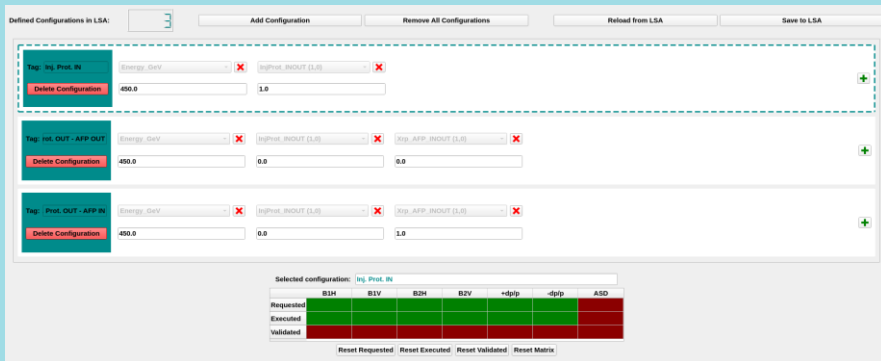 Defined Configurations in LSA: 3 Add Configuration Remove All Configurations Reload from LSA Save to LSA
Tag: Inj. Prot. IN Energy_GeV InjProt_INOUT (1,0)
Delete Configuration 450.0 1.0
Tag: rot. OUT - AFP OUT Energy_GeV InjProt_INOUT (1,0) Xrp_AFP_INOUT (1,0)
Delete Configuration 450.0 0.0 0.0
Tag: Prot. OUT - AFP IN Energy_GeV InjProt_INOUT (1,0) Xrp_AFP_INOUT (1,0)
Delete Configuration 450.0 0.0 1.0
Selected configuration: Inj. Prot. IN
B1H B1V B2H B2V +dp/p -dp/p ASD
Requested
Executed
Validated
Reset Requested Reset Executed Reset Validated Reset Matrix